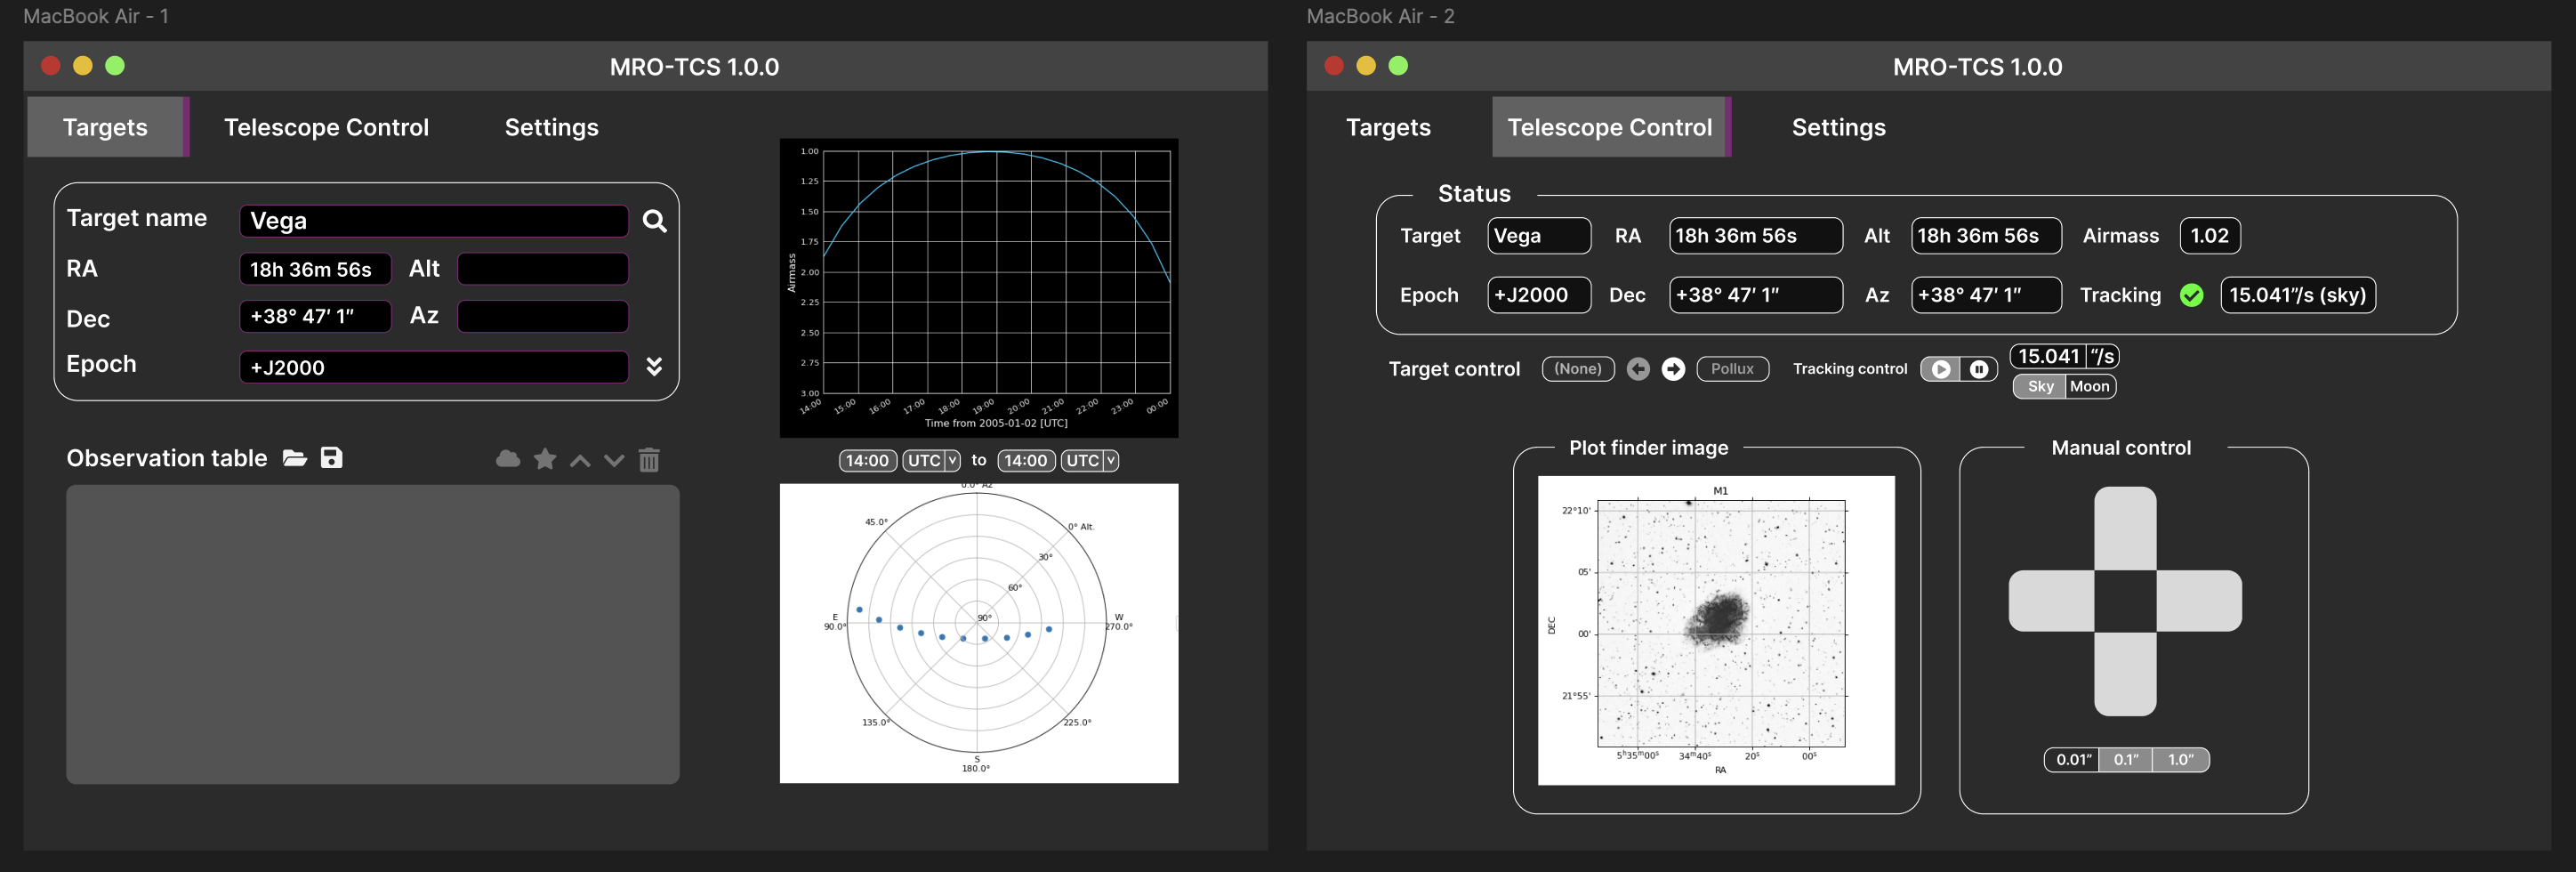 MacBook Air - 1
MRO-TCS 1.0.0
Targets Telescope Control Settings
Target name Vega
RA 18h 36m 56s Alt
Dec +38° 47′ 1″ Az
Epoch +J2000
Observation table
1.00
1.25
1.50
1.75
2.00
2.25
2.50
2.75
3.00
Airmass
14:00 15:00 16:00 17:00 18:00 19:00 20:00 21:00 22:00 23:00 00:00
Time from 2005-01-02 [UTC]
14:00 UTC to 14:00 UTC
0.0° Az
45.0° 0° Alt.
30°
60°
90°
E W
90.0° 270.0°
135.0° 225.0°
S
180.0°
MacBook Air - 2
MRO-TCS 1.0.0
Targets Telescope Control Settings
Status
Target Vega RA 18h 36m 56s Alt 18h 36m 56s Airmass 1.02
Epoch +J2000 Dec +38° 47′ 1″ Az +38° 47′ 1″ Tracking 15.041”/s (sky)
Target control (None) Pollux Tracking control 15.041 “/s
Sky Moon
Plot finder image
M1
22°10'
05'
00'
21°55'
DEC
5h35m00s 34m40s 20s 00s
RA
Manual control
0.01” 0.1” 1.0”